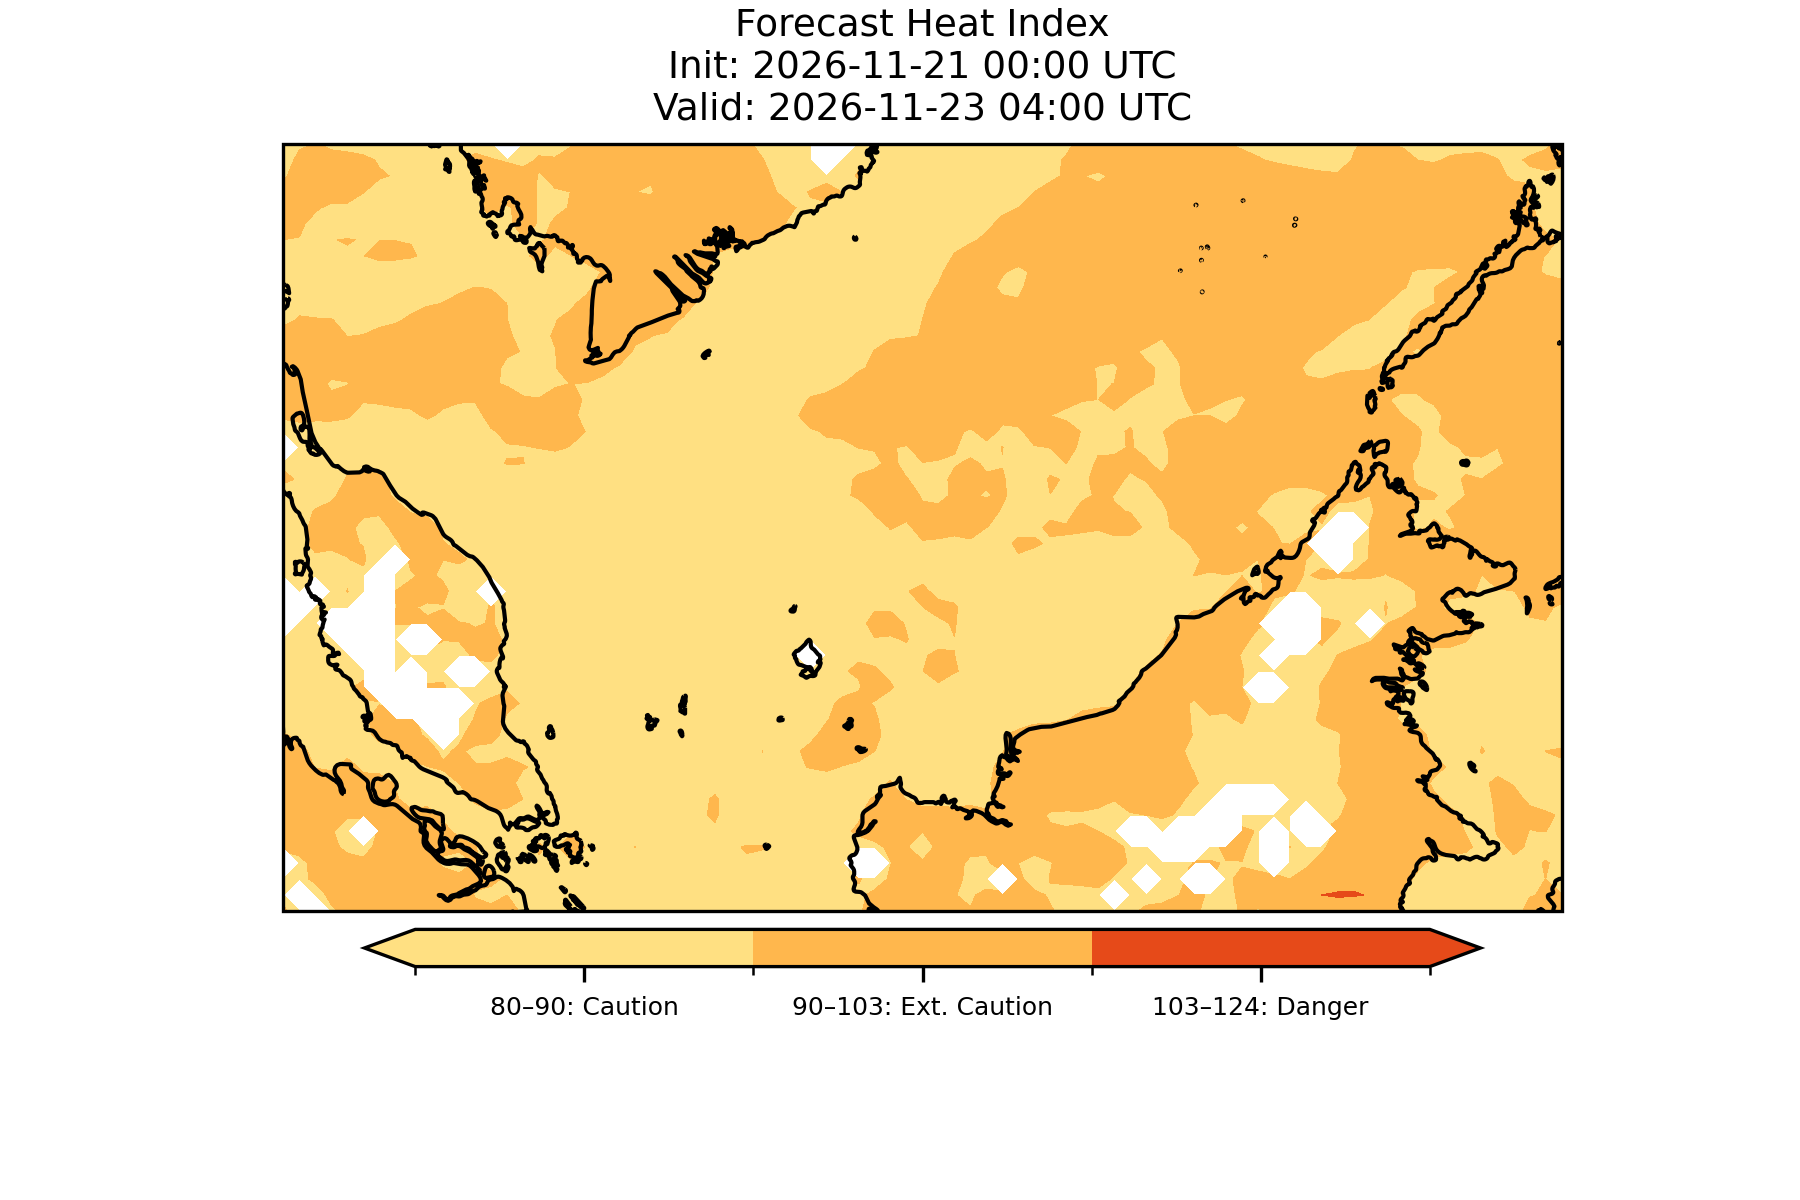 Forecast Heat Index
Init: 2026-11-21 00:00 UTC
Valid: 2026-11-23 04:00 UTC
80–90: Caution
90–103: Ext. Caution
103–124: Danger